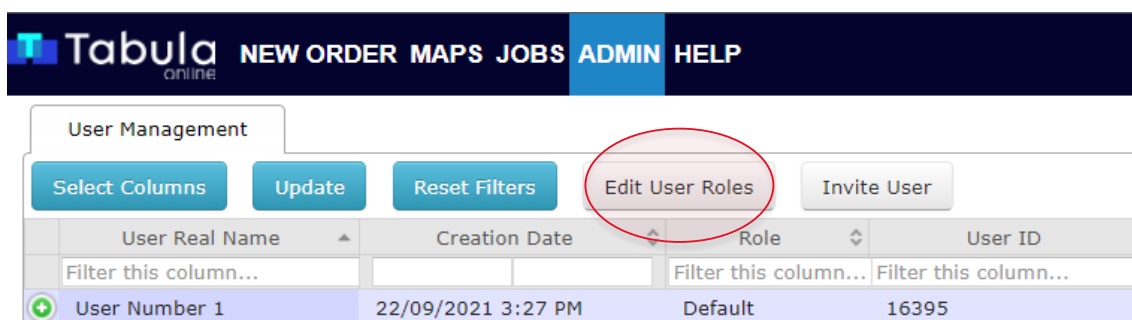 Tabula online NEW ORDER MAPS JOBS ADMIN HELP
User Management
Select Columns Update Reset Filters Edit User Roles Invite User
User Real Name Creation Date Role User ID
Filter this column... Filter this column... Filter this column...
User Number 1 22/09/2021 3:27 PM Default 16395